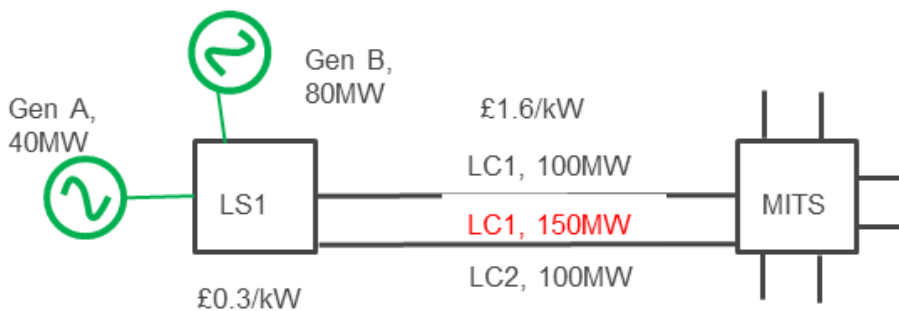 Gen B,
80MW
Gen A,
40MW
£1.6/kW
LC1, 100MW
LS1
MITS
LC1, 150MW
LC2, 100MW
£0.3/kW